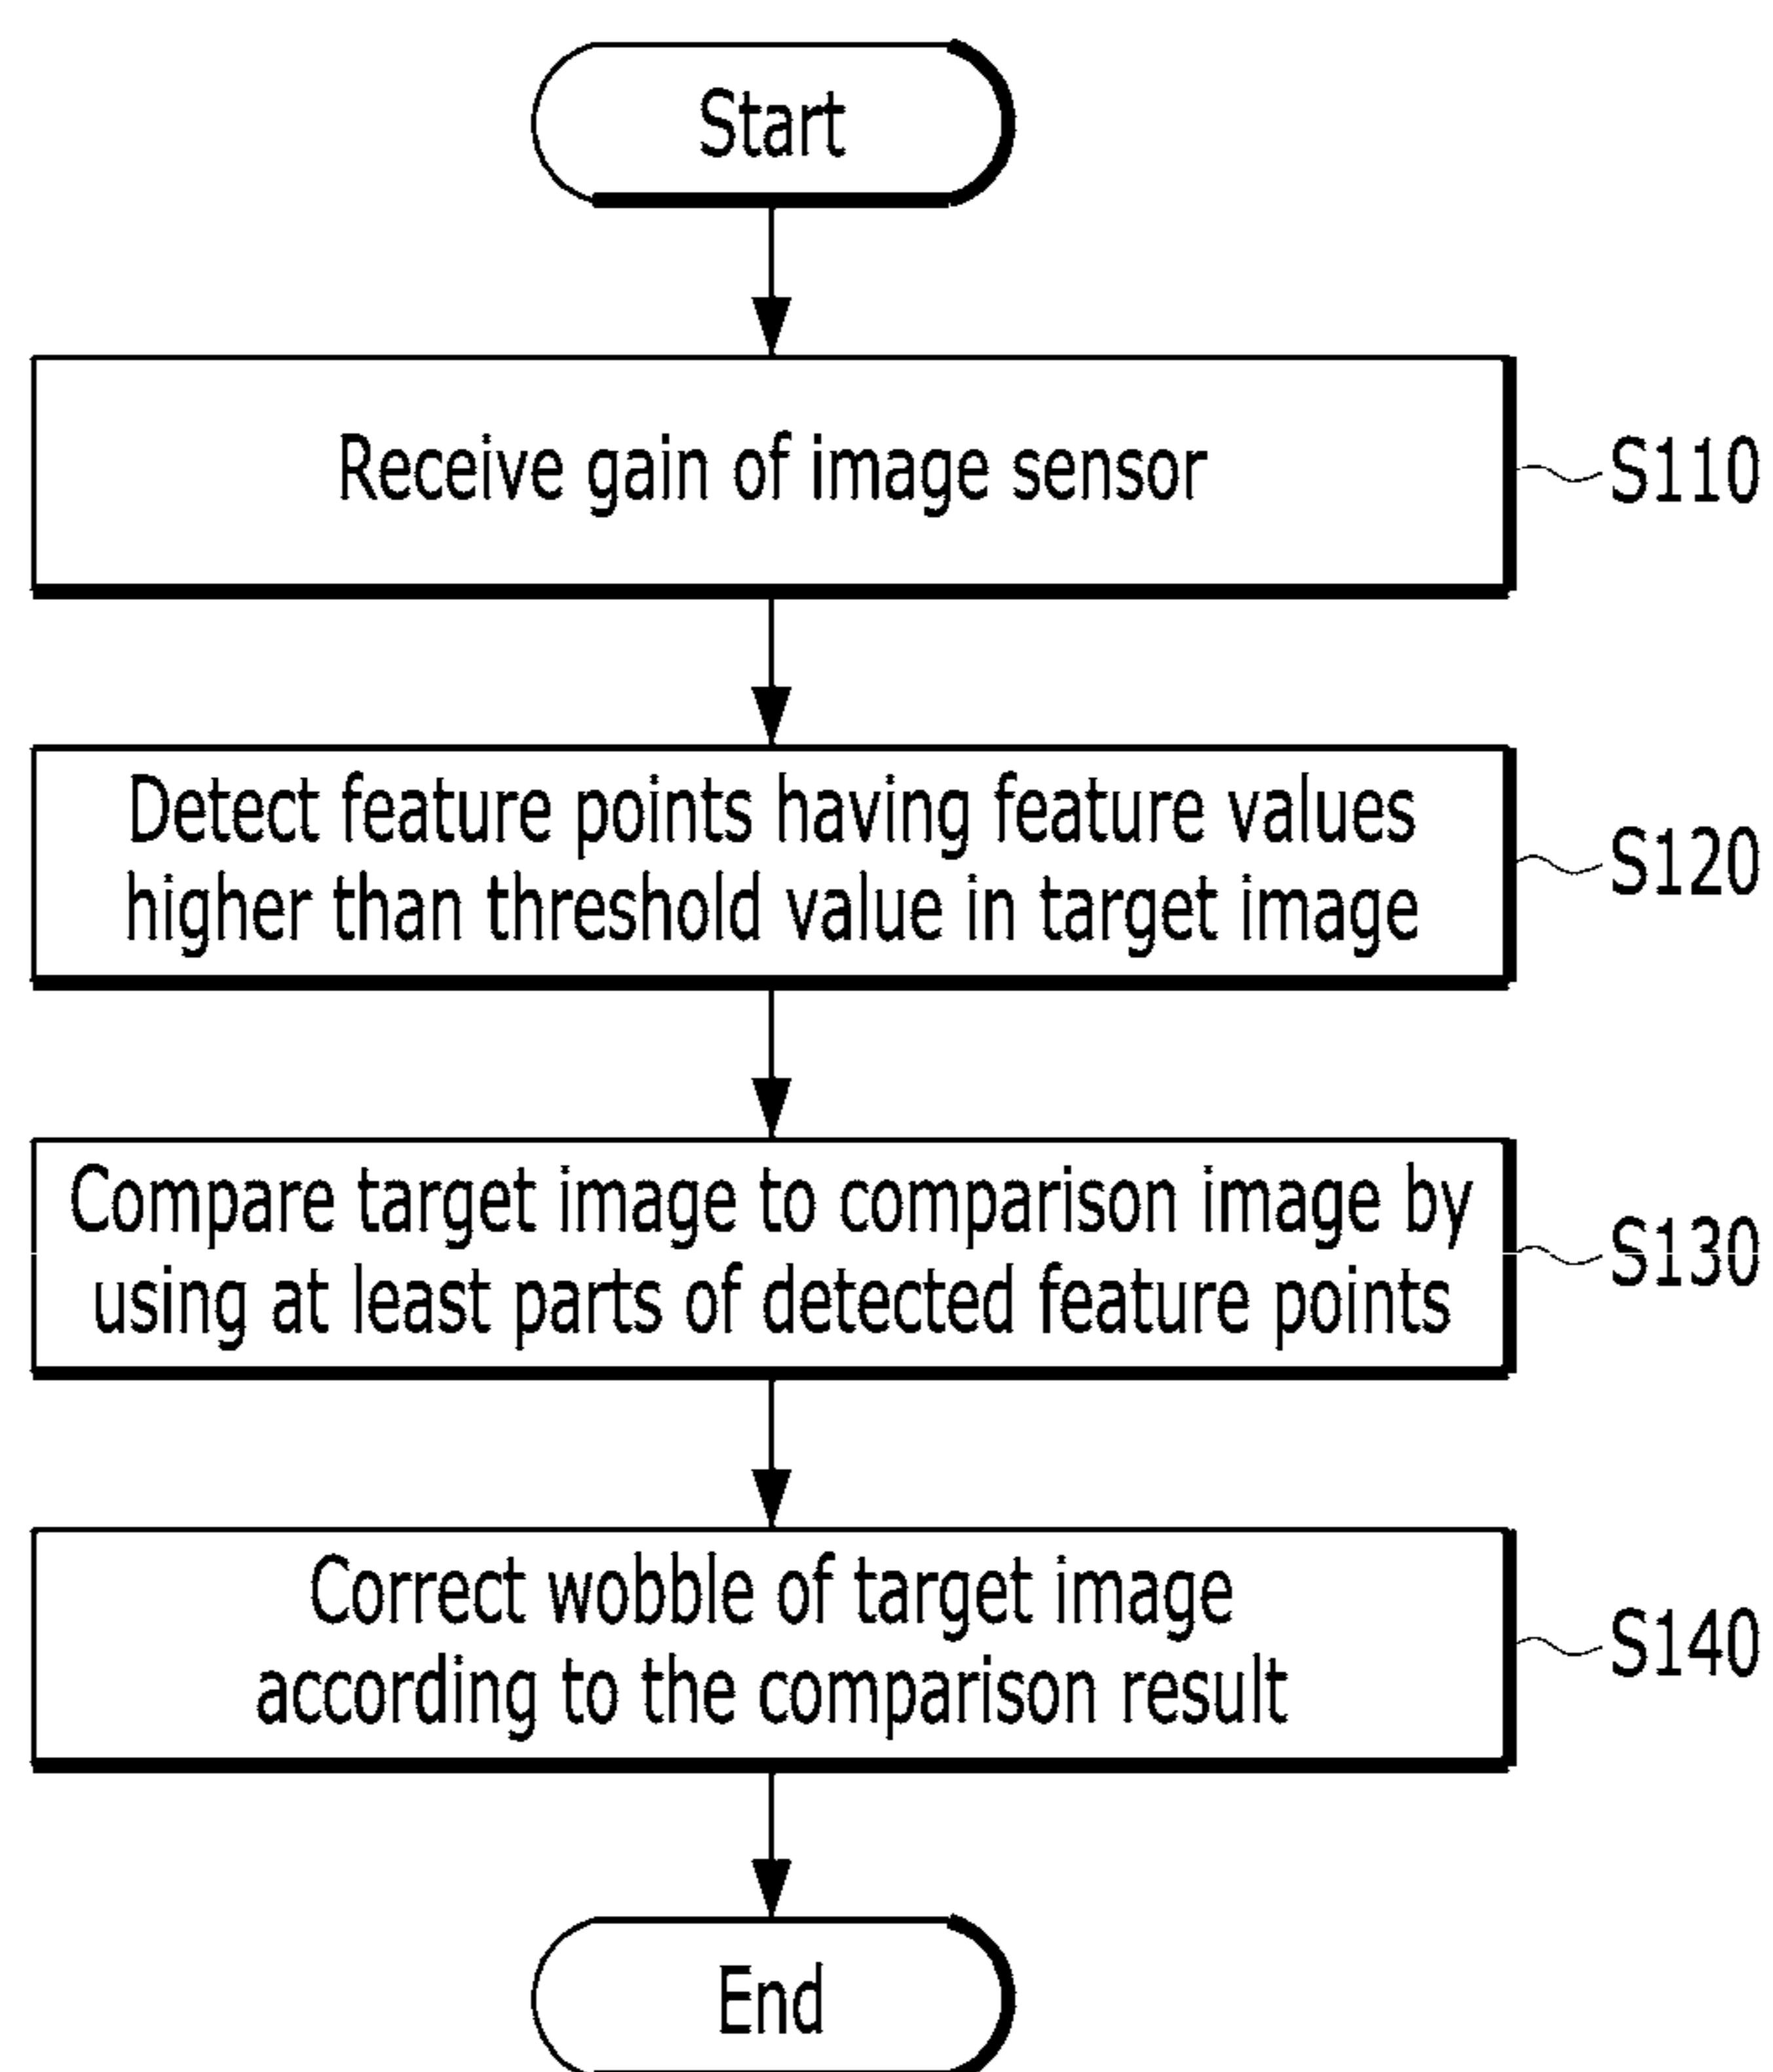 Start
Receive gain of image sensor
S110
Detect feature points having feature values
higher than threshold value in target image
S120
Compare target image to comparison image by
using at least parts of detected feature points
S130
Correct wobble of target image
according to the comparison result
S140
End